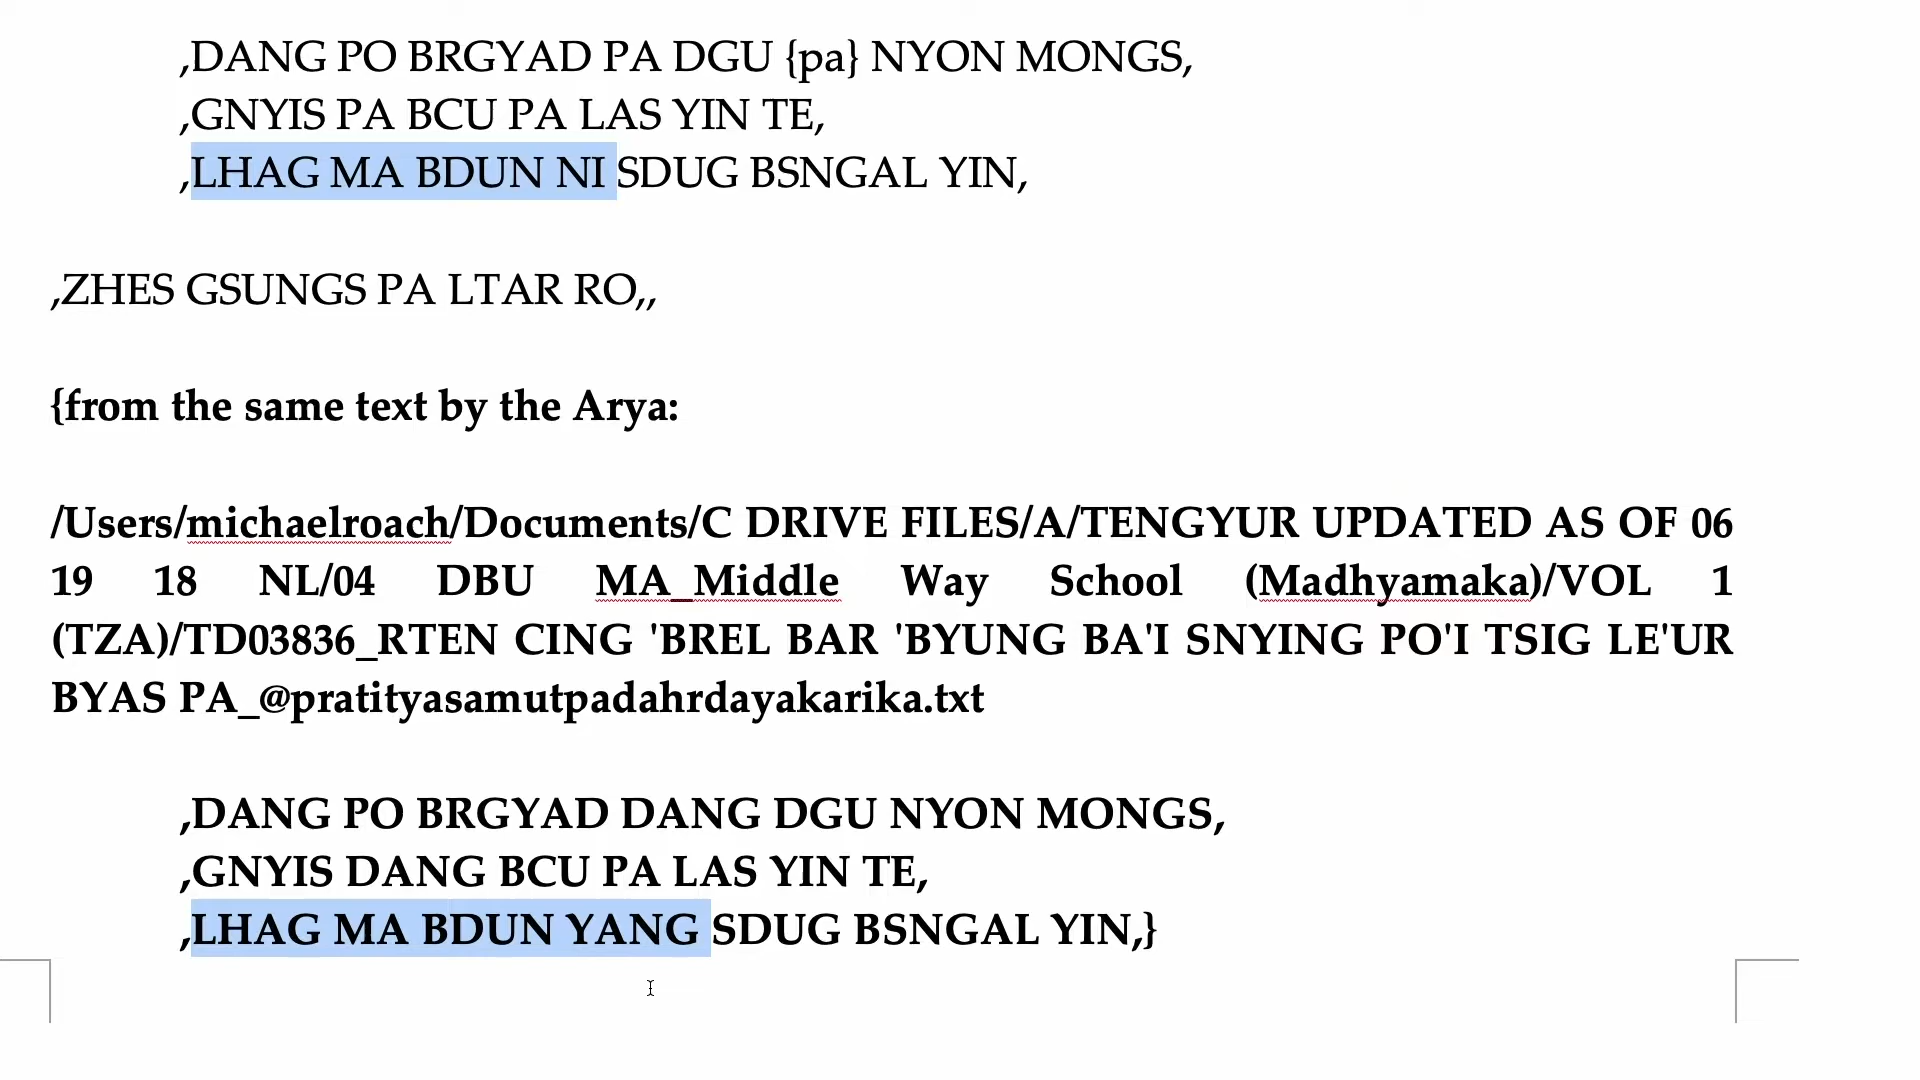 ,DANG PO BRGYAD PA DGU {pa} NYON MONGS,
,GNYIS PA BCU PA LAS YIN TE,
,LHAG MA BDUN NI SDUG BSNGAL YIN,
,ZHES GSUNGS PA LTAR RO,,
{from the same text by the Arya:
/Users/michaelroach/Documents/C DRIVE FILES/A/TENGYUR UPDATED AS OF 06
19 18 NL/04 DBU MA_Middle Way School (Madhyamaka)/VOL 1
(TZA)/TD03836_RTEN CING 'BREL BAR 'BYUNG BA'I SNYING PO'I TSIG LE'UR
BYAS PA_@pratityasamutpadahrdayakarika.txt
,DANG PO BRGYAD DANG DGU NYON MONGS,
,GNYIS DANG BCU PA LAS YIN TE,
,LHAG MA BDUN YANG SDUG BSNGAL YIN,}